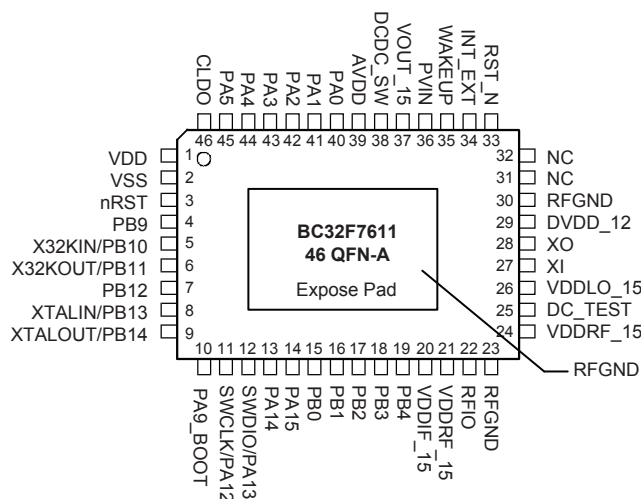 CLDO
PA5
PA4
PA3
PA2
PA1
PA0
AVDD
DCDC_SW
VOUT_15
PVIN
WAKEUP
INT_EXT
RST_N
46 45 44 43 42 41 40 39 38 37 36 35 34 33
VDD 1
VSS 2
nRST 3
PB9 4
X32KIN/PB10 5
X32KOUT/PB11 6
PB12 7
XTALIN/PB13 8
XTALOUT/PB14 9
BC32F7611
46 QFN-A
Expose Pad
32 NC
31 NC
30 RFGND
29 DVDD_12
28 XO
27 XI
26 VDDLO_15
25 DC_TEST
24 VDDRF_15
RFGND
10 11 12 13 14 15 16 17 18 19 20 21 22 23
PA9_BOOT
SWCLK/PA12
SWDIO/PA13
PA14
PA15
PB0
PB1
PB2
PB3
PB4
VDDIF_15
VDDRF_15
RFIO
RFGND